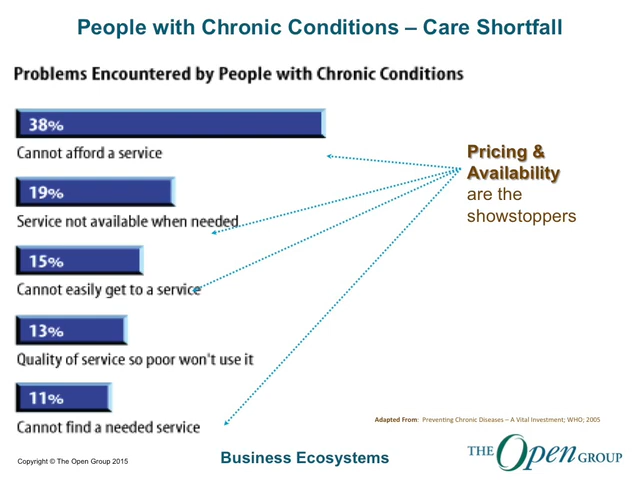 People with Chronic Conditions – Care Shortfall
Problems Encountered by People with Chronic Conditions
38%
Cannot afford a service
19%
Service not available when needed
15%
Cannot easily get to a service
13%
Quality of service so poor won't use it
11%
Cannot find a needed service
Pricing &
Availability
are the
showstoppers
Adapted From: Preventing Chronic Diseases – A Vital Investment; WHO; 2005
Copyright © The Open Group 2015
Business Ecosystems
THE Open GROUP